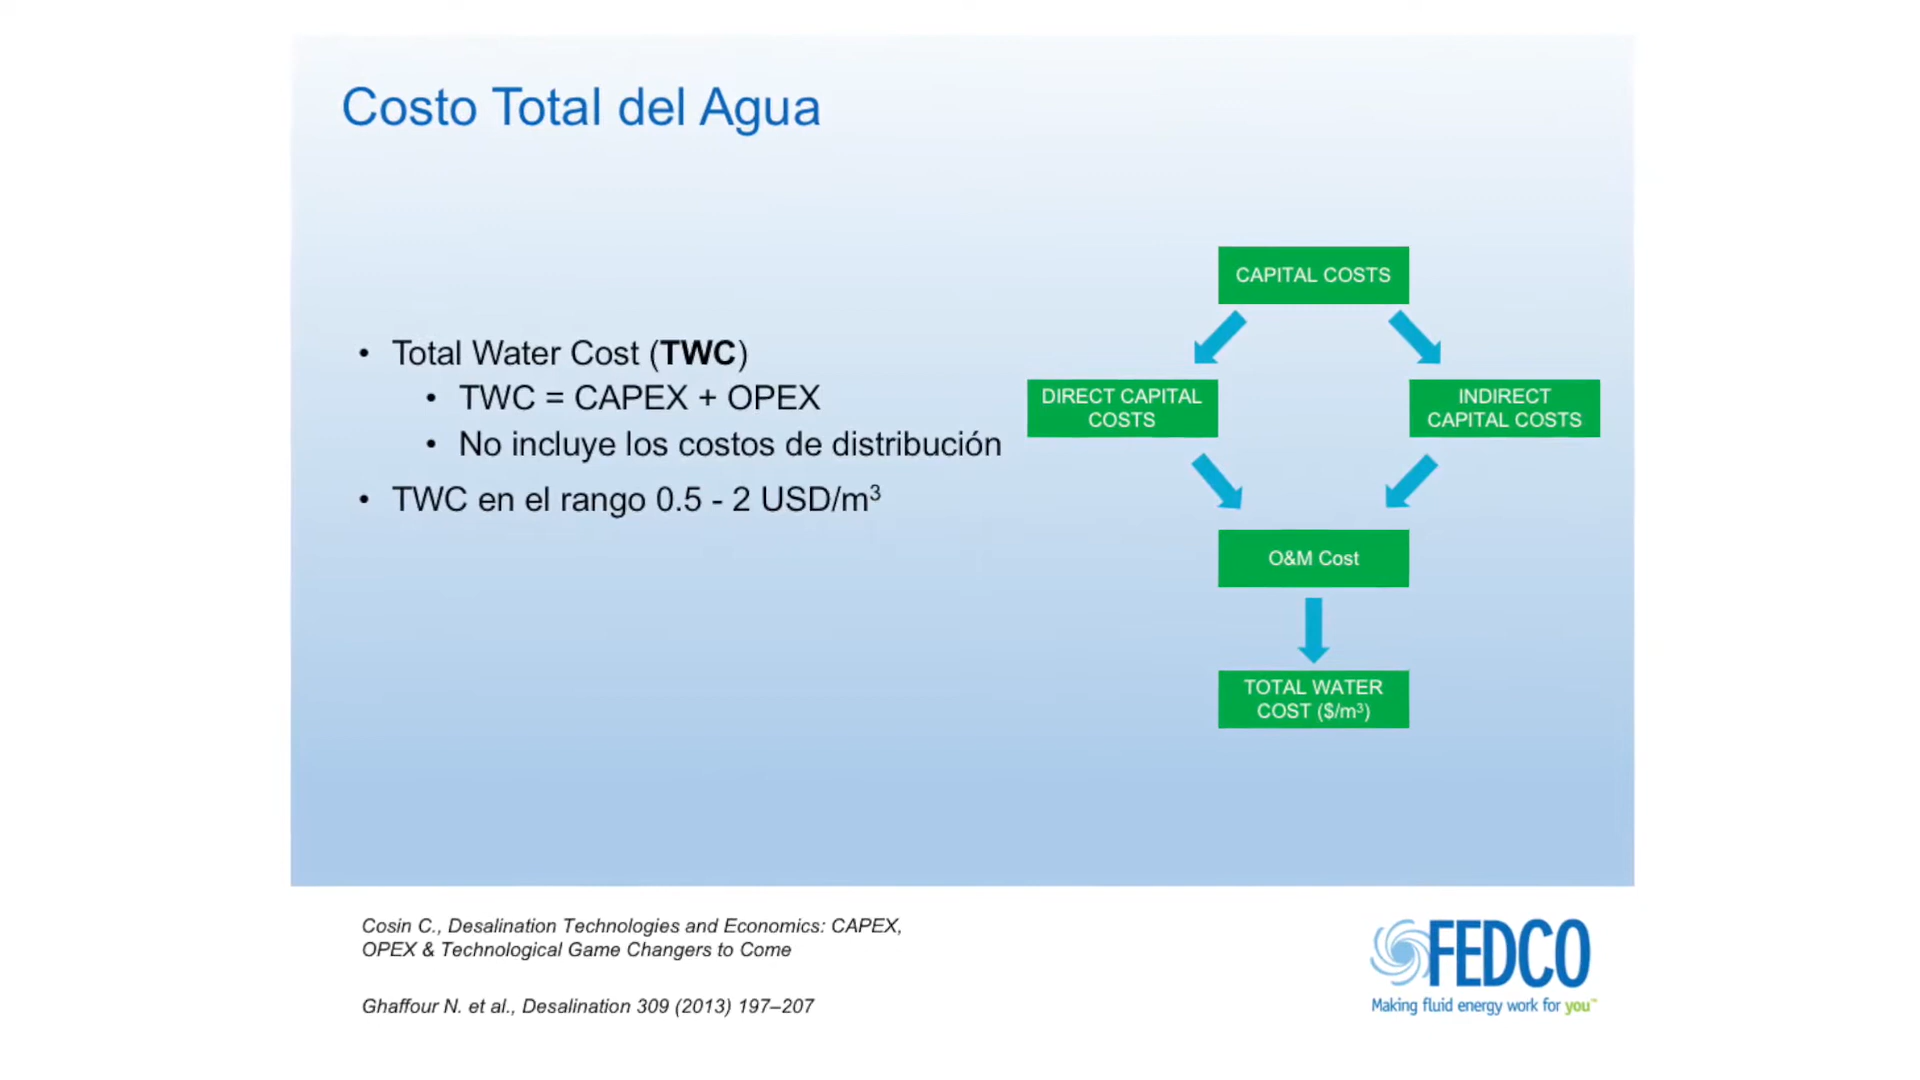 Costo Total del Agua
• Total Water Cost (TWC)
• TWC = CAPEX + OPEX
• No incluye los costos de distribución
• TWC en el rango 0.5 - 2 USD/m³
CAPITAL COSTS
DIRECT CAPITAL
COSTS
INDIRECT
CAPITAL COSTS
O&M Cost
TOTAL WATER
COST ($/m³)
Cosin C., Desalination Technologies and Economics: CAPEX,
OPEX & Technological Game Changers to Come
Ghaffour N. et al., Desalination 309 (2013) 197–207
FEDCO
Making fluid energy work for you™